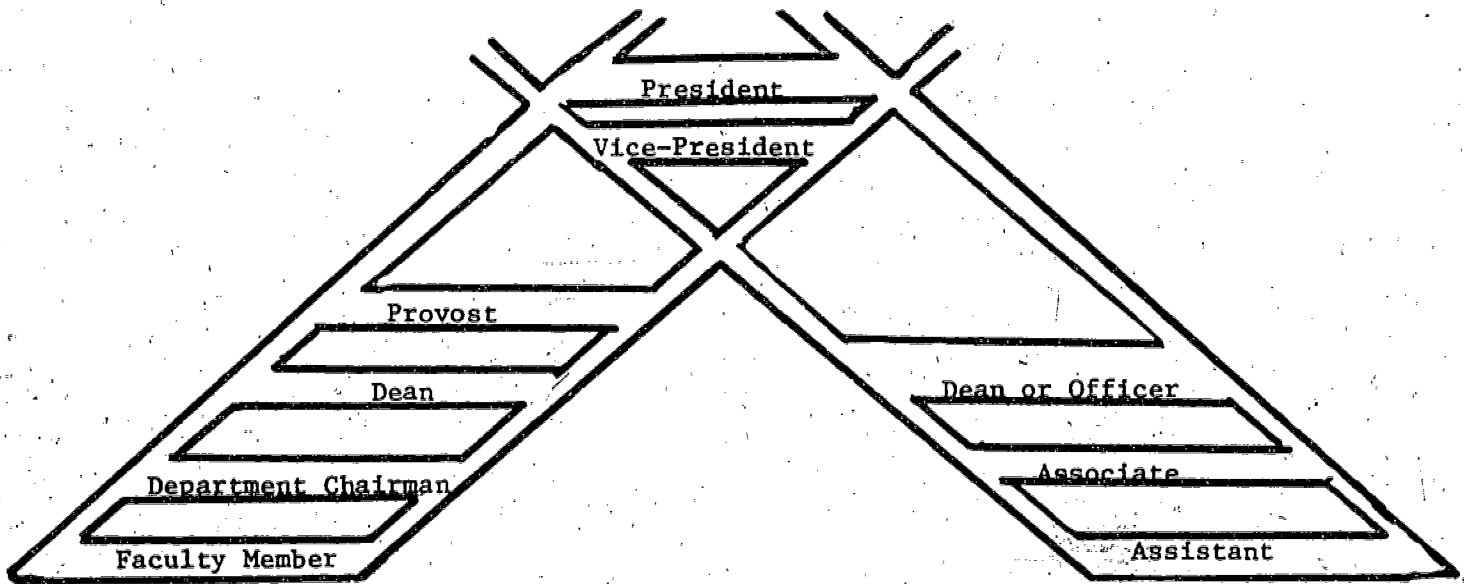 President
Vice-President
Provost
Dean
Department Chairman
Faculty Member
Dean or Officer
Associate
Assistant